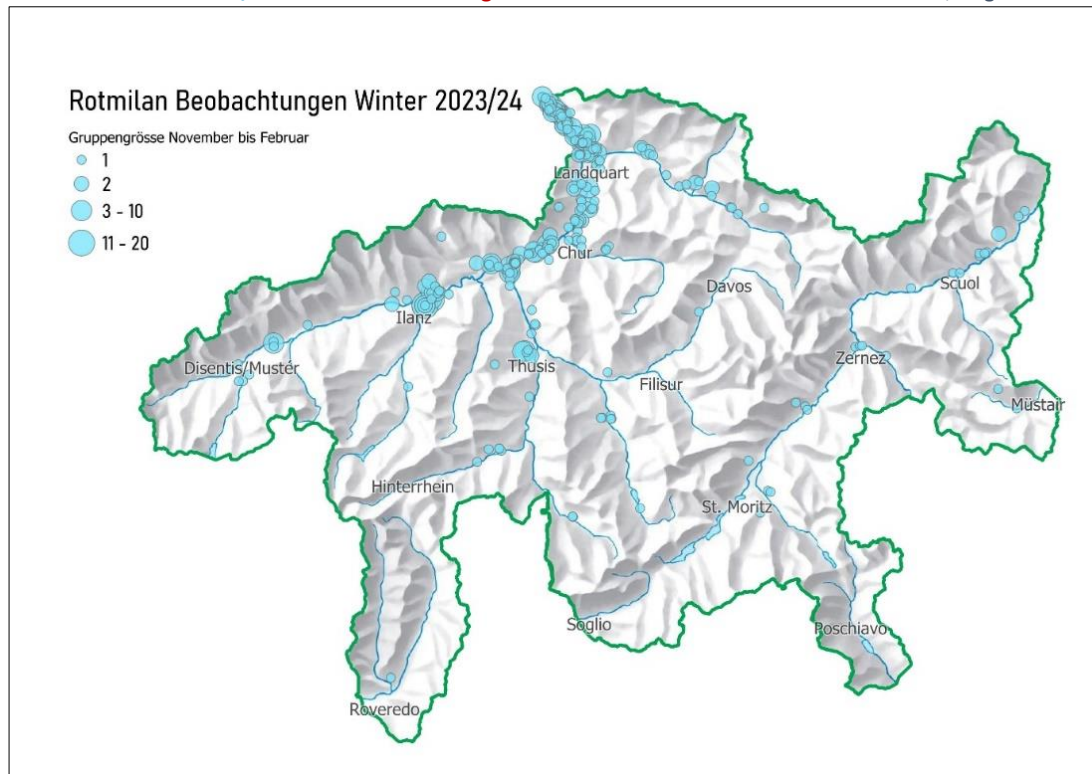 Rotmilan Beobachtungen Winter 2023/24
Gruppengrösse November bis Februar
1
2
3 - 10
11 - 20
Landquart
Chur
Davos
Scuol
Ilanz
Disentis/Mustér
Thusis
Filisur
Zernez
Müstair
Hinterrhein
St. Moritz
Soglio
Poschiavo
Roveredo